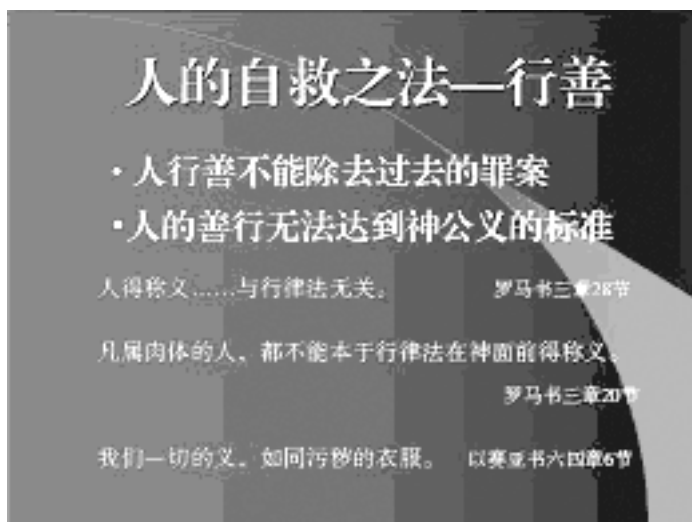 人的自救之法—行善
·人行善不能除去过去的罪案
·人的善行无法达到神公义的标准
人得称义……与行律法无关。 罗马书三章28节
凡属肉体的人、都不能本于行律法在神面前得称义。
罗马书三章20节
我们一切的义。如同污秽的衣服。 以赛亚书六四章6节